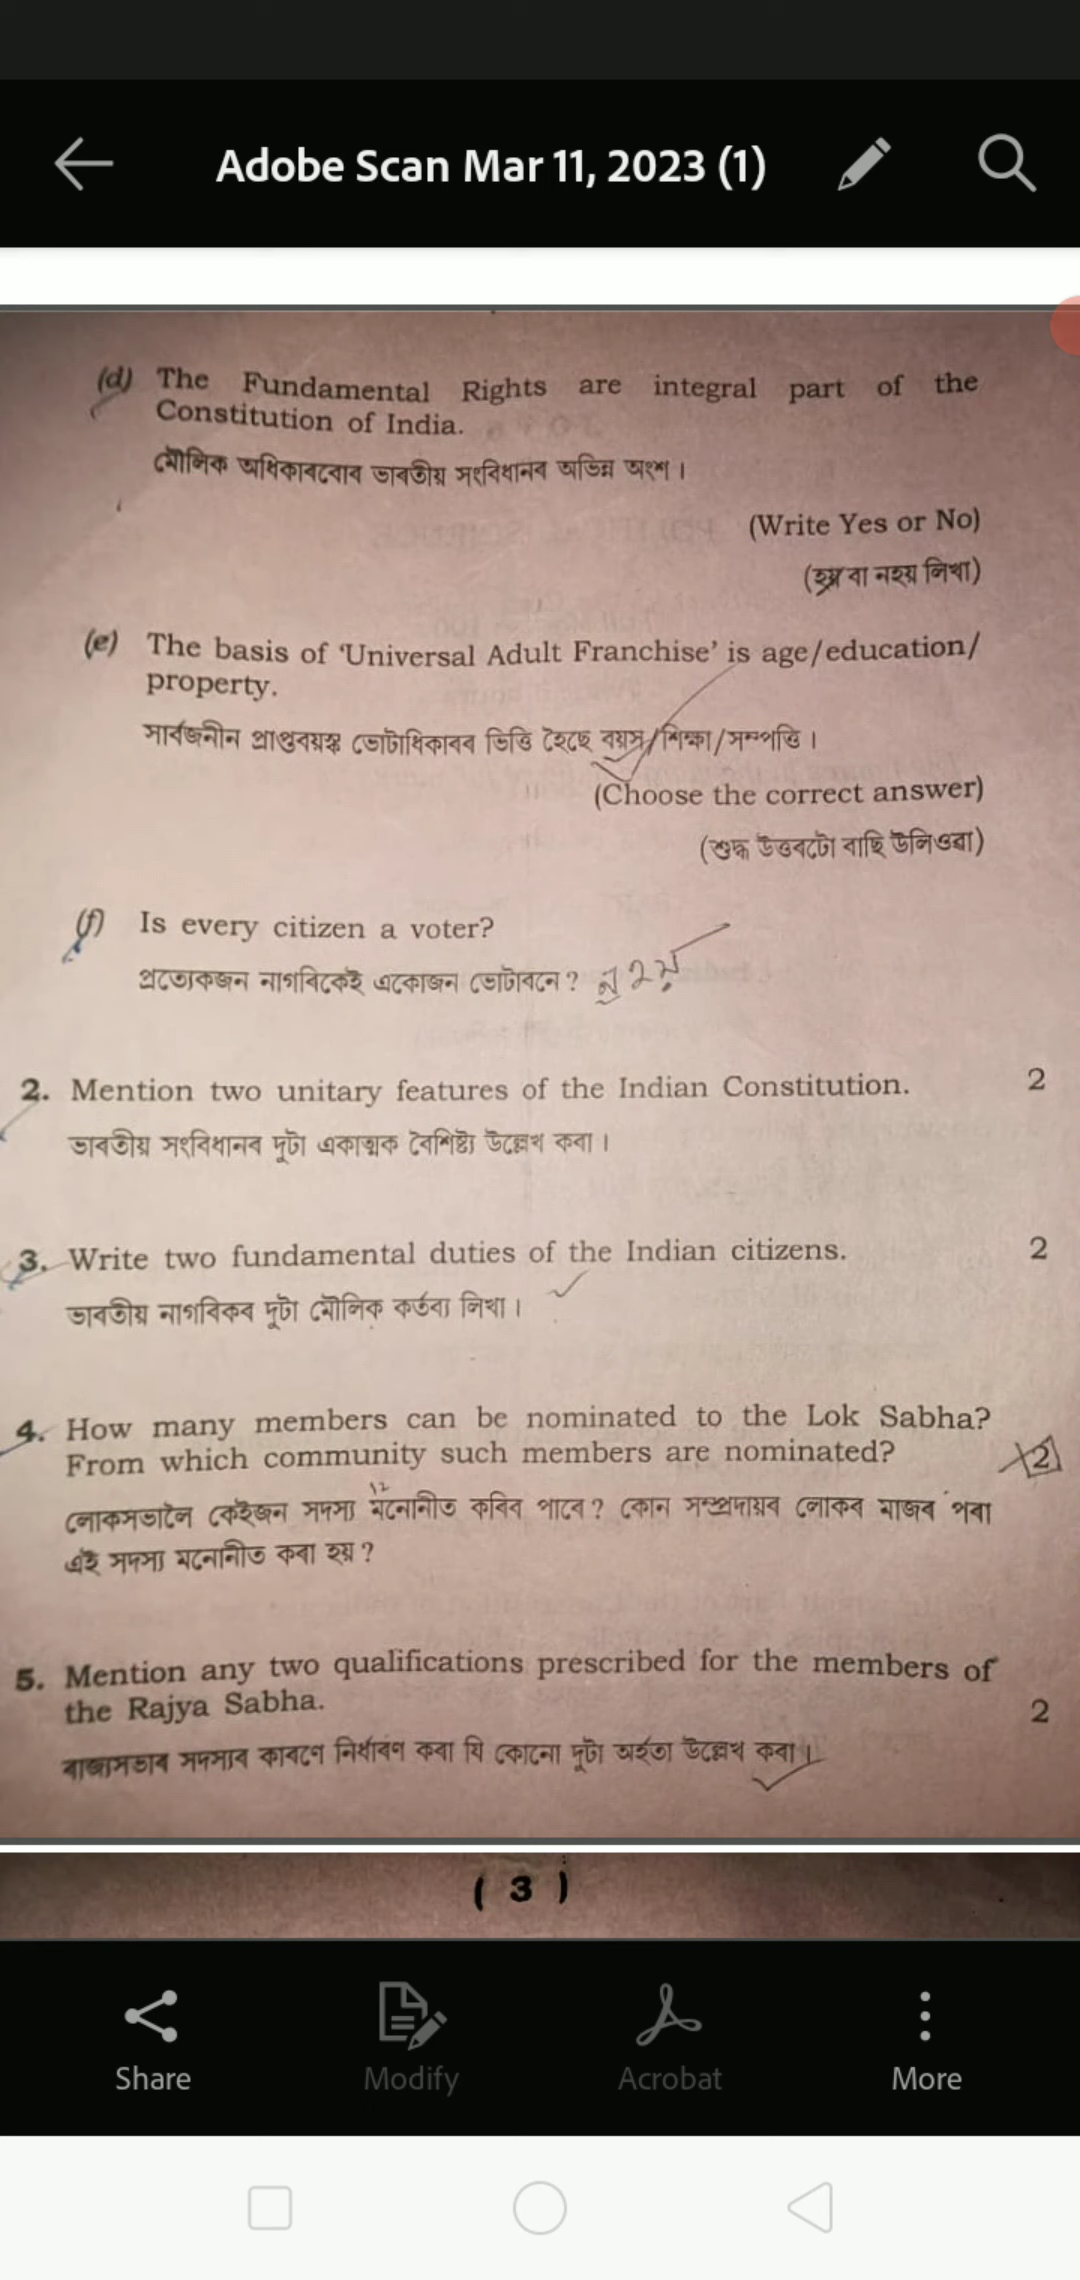 Adobe Scan Mar 11, 2023 (1)
(d) The Fundamental Rights are integral part of the
Constitution of India.
মৌলিক অধিকাৰবোৰ ভাৰতীয় সংবিধানৰ অভিন্ন অংশ।
(Write Yes or No)
(হয় বা নহয় লিখা)
(e) The basis of ‘Universal Adult Franchise’ is age/education/
property.
সাৰ্বজনীন প্ৰাপ্তবয়স্ক ভোটাধিকাৰৰ ভিত্তি হৈছে বয়স/শিক্ষা/সম্পত্তি।
(Choose the correct answer)
(শুদ্ধ উত্তৰটো বাছি উলিওৱা)
(f) Is every citizen a voter?
প্ৰত্যেকজন নাগৰিকেই একোজন ভোটাৰনে? নহয়
2. Mention two unitary features of the Indian Constitution. 2
ভাৰতীয় সংবিধানৰ দুটা একাত্মক বৈশিষ্ট্য উল্লেখ কৰা।
3. Write two fundamental duties of the Indian citizens. 2
ভাৰতীয় নাগৰিকৰ দুটা মৌলিক কৰ্তব্য লিখা।
4. How many members can be nominated to the Lok Sabha?
From which community such members are nominated? 2
12
লোকসভালৈ কেইজন সদস্য মনোনীত কৰিব পাৰে? কোন সম্প্ৰদায়ৰ লোকৰ মাজৰ পৰা
এই সদস্য মনোনীত কৰা হয়?
5. Mention any two qualifications prescribed for the members of
the Rajya Sabha. 2
ৰাজ্যসভাৰ সদস্যৰ কাৰণে নিৰ্ধাৰণ কৰা যি কোনো দুটা অৰ্হতা উল্লেখ কৰা।
( 3 )
Share Modify Acrobat More